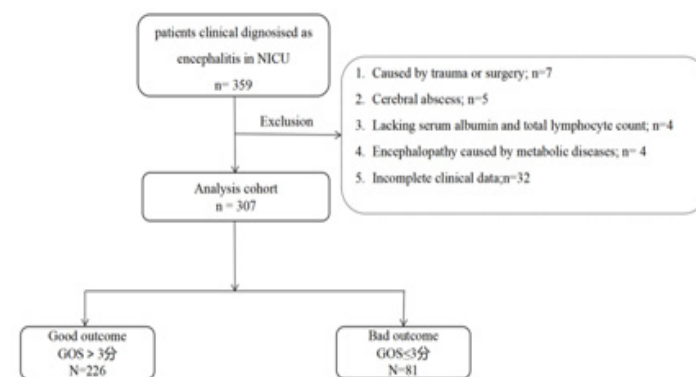 patients clinical dignoised as
encephalitis in NICU
n= 359
Exclusion
1. Caused by trauma or surgery; n=7
2. Cerebral abscess; n=5
3. Lacking serum albumin and total lymphocyte count; n=4
4. Encephalopathy caused by metabolic diseases; n= 4
5. Incomplete clinical data;n=32
Analysis cohort
n = 307
Good outcome
GOS > 3分
N=226
Bad outcome
GOS≤3分
N=81